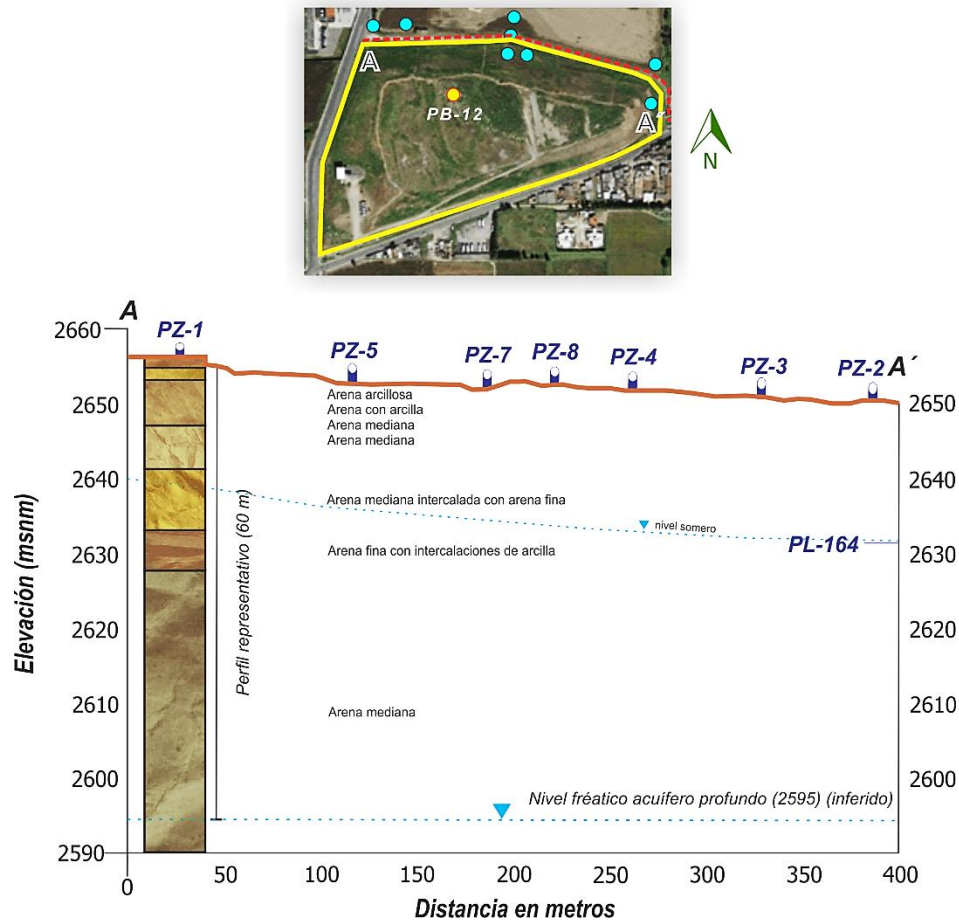 A
PB-12
A´
N
A
PZ-1
PZ-5
PZ-7
PZ-8
PZ-4
PZ-3
PZ-2
A´
2660
2650
2640
2630
2620
2610
2600
2590
Elevación (msnm)
Perfil representativo (60 m)
Arena arcillosa
Arena con arcilla
Arena mediana
Arena mediana
Arena mediana intercalada con arena fina
nivel somero
Arena fina con intercalaciones de arcilla
PL-164
Arena mediana
Nivel fréatico acuífero profundo (2595) (inferido)
2650
2640
2630
2620
2610
2600
0
50
100
150
200
250
300
350
400
Distancia en metros